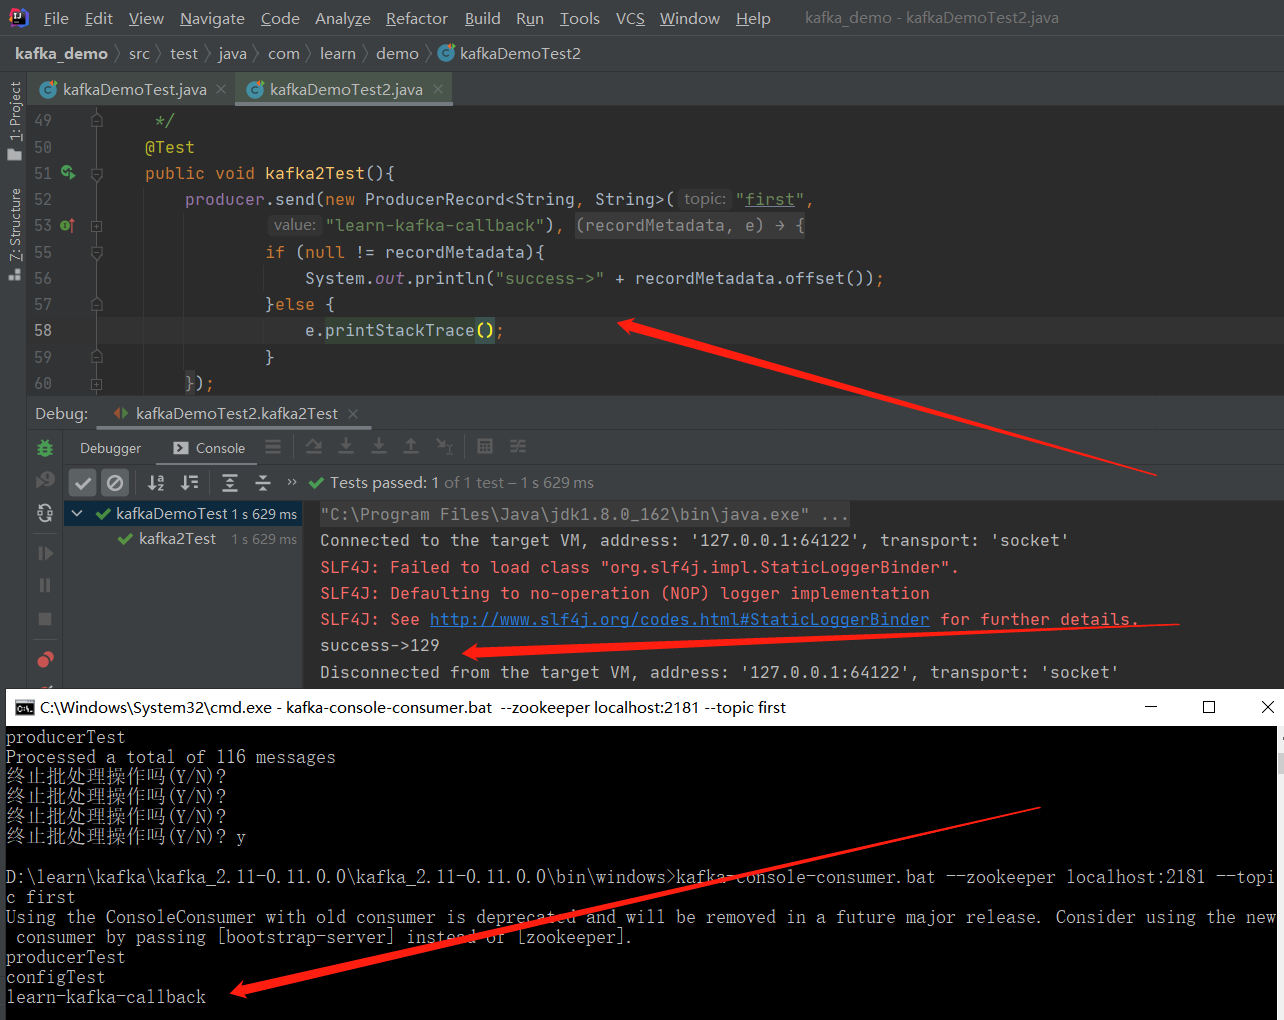 File Edit View Navigate Code Analyze Refactor Build Run Tools VCS Window Help kafka_demo - kafkaDemoTest2.java
kafka_demo src test java com learn demo kafkaDemoTest2
kafkaDemoTest.java kafkaDemoTest2.java
1: Project
7: Structure
49 */
50 @Test
51 public void kafka2Test(){
52 producer.send(new ProducerRecord<String, String>( topic: "first",
53 value: "learn-kafka-callback"), (recordMetadata, e) → {
55 if (null != recordMetadata){
56 System.out.println("success->" + recordMetadata.offset());
57 }else {
58 e.printStackTrace();
59 }
60 });
Debug: kafkaDemoTest2.kafka2Test
Debugger Console
Tests passed: 1 of 1 test – 1 s 629 ms
kafkaDemoTest 1 s 629 ms
kafka2Test 1 s 629 ms
"C:\Program Files\Java\jdk1.8.0_162\bin\java.exe" ...
Connected to the target VM, address: '127.0.0.1:64122', transport: 'socket'
SLF4J: Failed to load class "org.slf4j.impl.StaticLoggerBinder".
SLF4J: Defaulting to no-operation (NOP) logger implementation
SLF4J: See http://www.slf4j.org/codes.html#StaticLoggerBinder for further details.
success->129
Disconnected from the target VM, address: '127.0.0.1:64122', transport: 'socket'
C:\Windows\System32\cmd.exe - kafka-console-consumer.bat --zookeeper localhost:2181 --topic first
producerTest
Processed a total of 116 messages
终止批处理操作吗(Y/N)?
终止批处理操作吗(Y/N)?
终止批处理操作吗(Y/N)?
终止批处理操作吗(Y/N)? y
D:\learn\kafka\kafka_2.11-0.11.0.0\kafka_2.11-0.11.0.0\bin\windows>kafka-console-consumer.bat --zookeeper localhost:2181 --topi
c first
Using the ConsoleConsumer with old consumer is deprecated and will be removed in a future major release. Consider using the new
consumer by passing [bootstrap-server] instead of [zookeeper].
producerTest
configTest
learn-kafka-callback